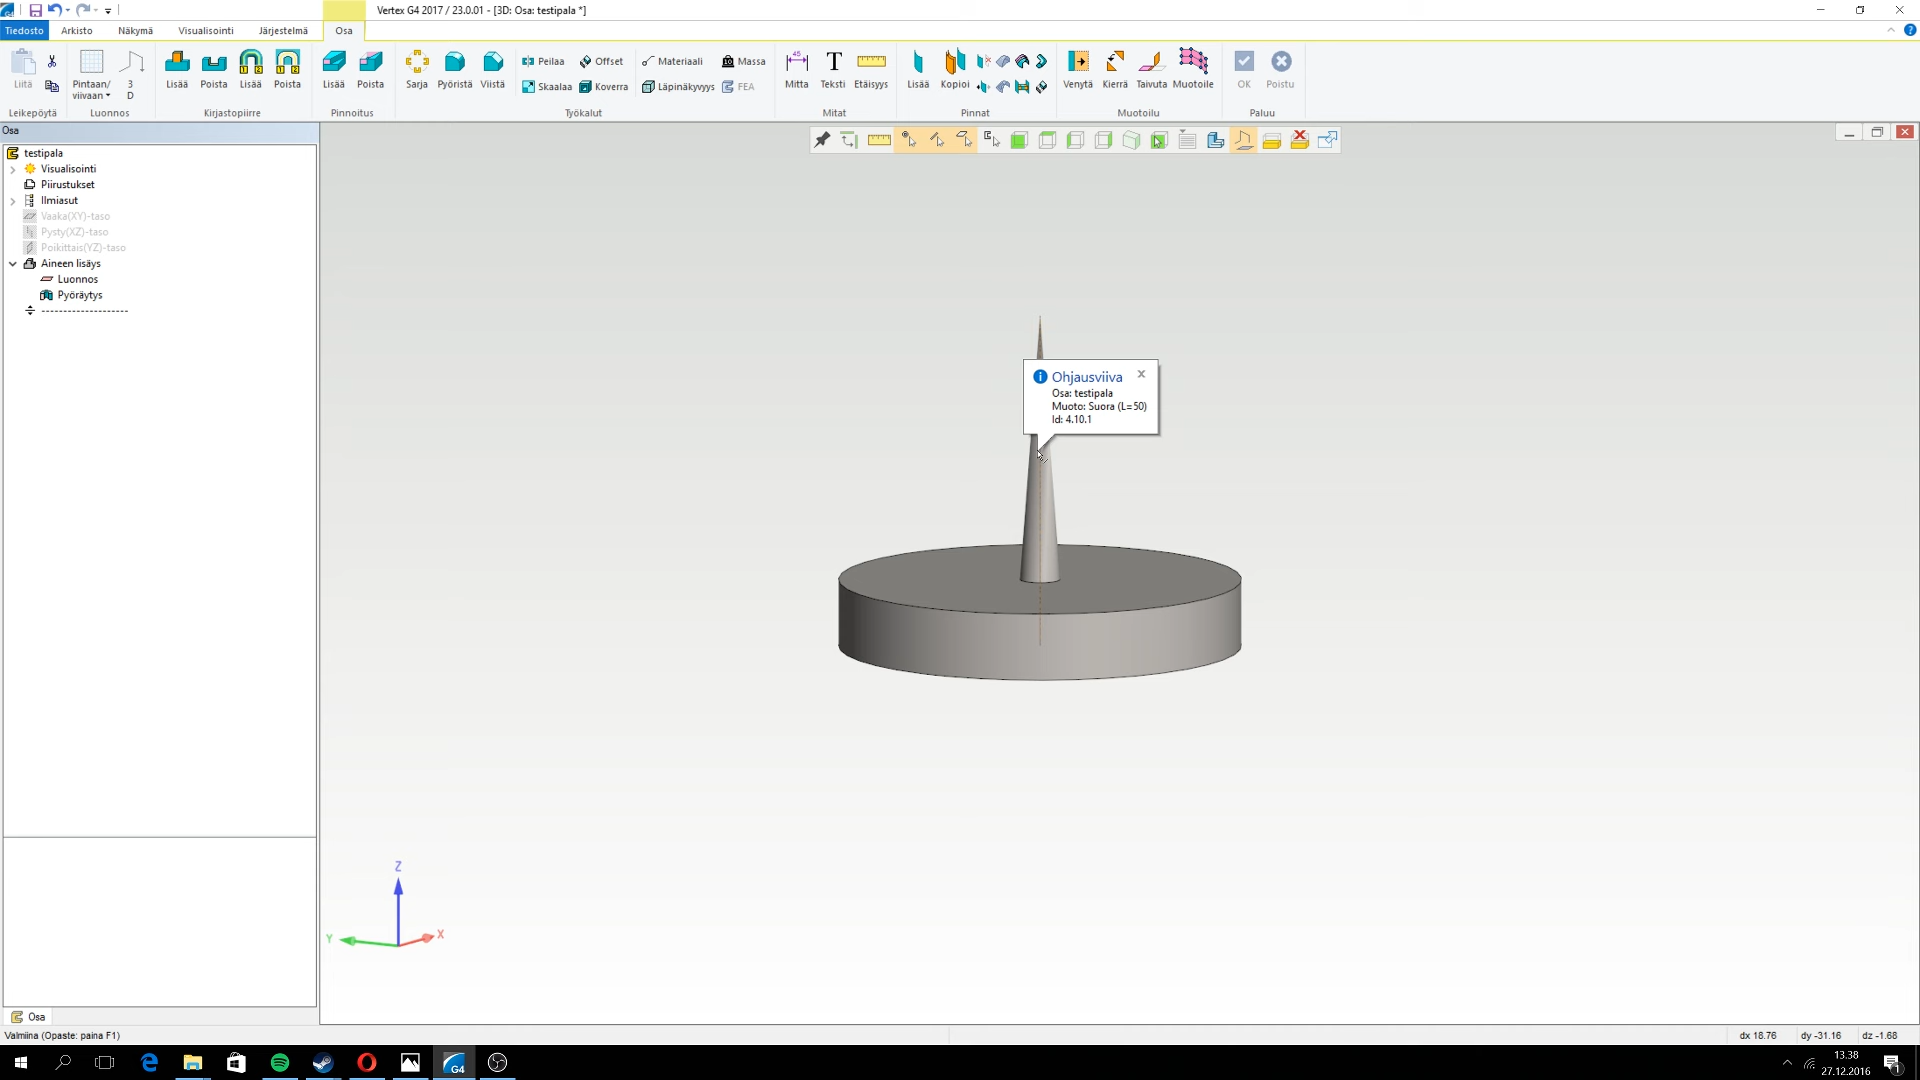 Vertex G4 2017 / 23.0.01 - [3D: Osa: testipala *]
Tiedosto Arkisto Näkymä Visualisointi Järjestelmä Osa
Liitä
Leikepöytä
Pintaan/ viivaan
3 D
Luonnos
Lisää Poista Lisää Poista
Kirjastopiirre
Lisää Poista
Pinnoitus
Sarja Pyöristä Viistä
Peilaa Offset Materiaali Massa
Skaalaa Koverra Läpinäkyvyys FEA
Työkalut
45
Mitta Teksti Etäisyys
Mitat
Lisää Kopioi
Pinnat
Venytä Kierrä Taivuta Muotoile
Muotoilu
OK Poistu
Paluu
Osa
testipala
Visualisointi
Piirustukset
Ilmiasut
Vaaka(XY)-taso
Pysty(XZ)-taso
Poikittais(YZ)-taso
Aineen lisäys
Luonnos
Pyöräytys
Ohjausviiva
Osa: testipala
Muoto: Suora (L=50)
Id: 4.10.1
Z
Y
X
Osa
Valmiina (Opaste: paina F1)
dx 18.76 dy -31.16 dz -1.68
G4
13.38
27.12.2016
1